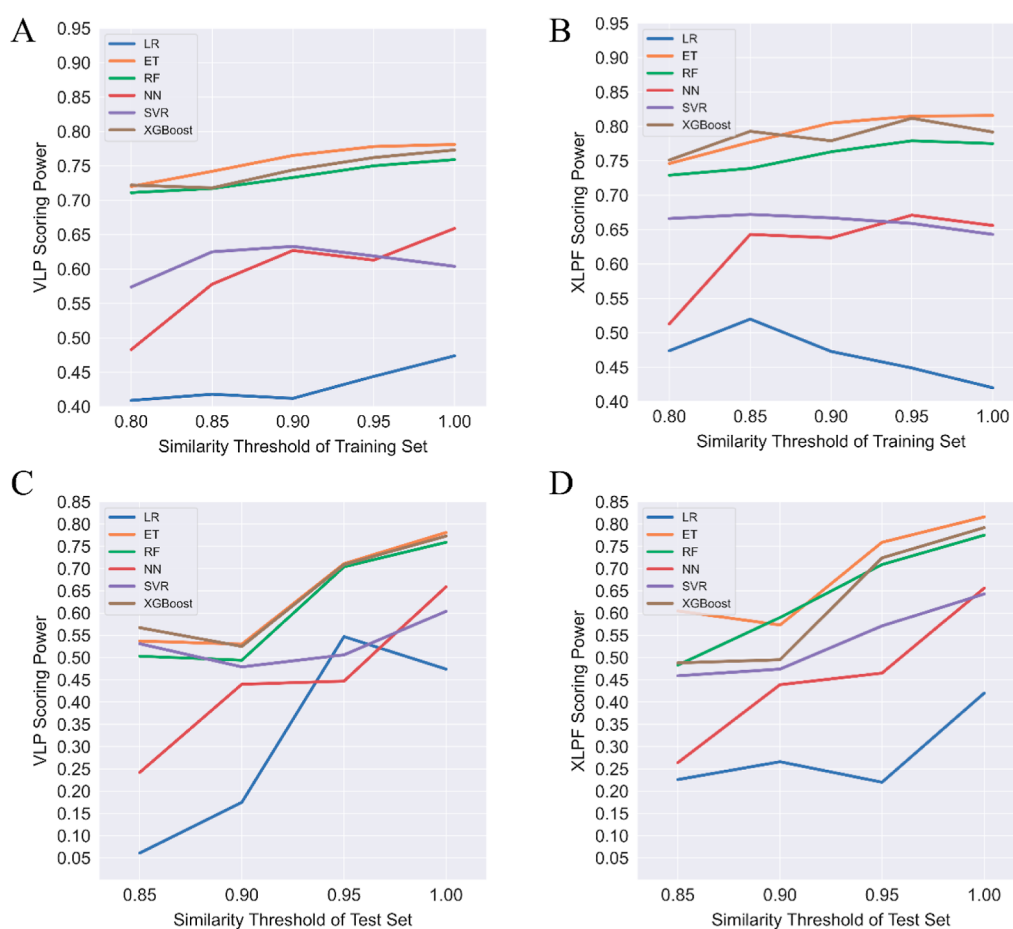 A
0.95
0.90
0.85
0.80
0.75
0.70
0.65
0.60
0.55
0.50
0.45
0.40
VLP Scoring Power
LR
ET
RF
NN
SVR
XGBoost
0.80 0.85 0.90 0.95 1.00
Similarity Threshold of Training Set
B
0.95
0.90
0.85
0.80
0.75
0.70
0.65
0.60
0.55
0.50
0.45
0.40
XLPF Scoring Power
LR
ET
RF
NN
SVR
XGBoost
0.80 0.85 0.90 0.95 1.00
Similarity Threshold of Training Set
C
0.85
0.80
0.75
0.70
0.65
0.60
0.55
0.50
0.45
0.40
0.35
0.30
0.25
0.20
0.15
0.10
0.05
VLP Scoring Power
LR
ET
RF
NN
SVR
XGBoost
0.85 0.90 0.95 1.00
Similarity Threshold of Test Set
D
0.85
0.80
0.75
0.70
0.65
0.60
0.55
0.50
0.45
0.40
0.35
0.30
0.25
0.20
0.15
0.10
0.05
XLPF Scoring Power
LR
ET
RF
NN
SVR
XGBoost
0.85 0.90 0.95 1.00
Similarity Threshold of Test Set